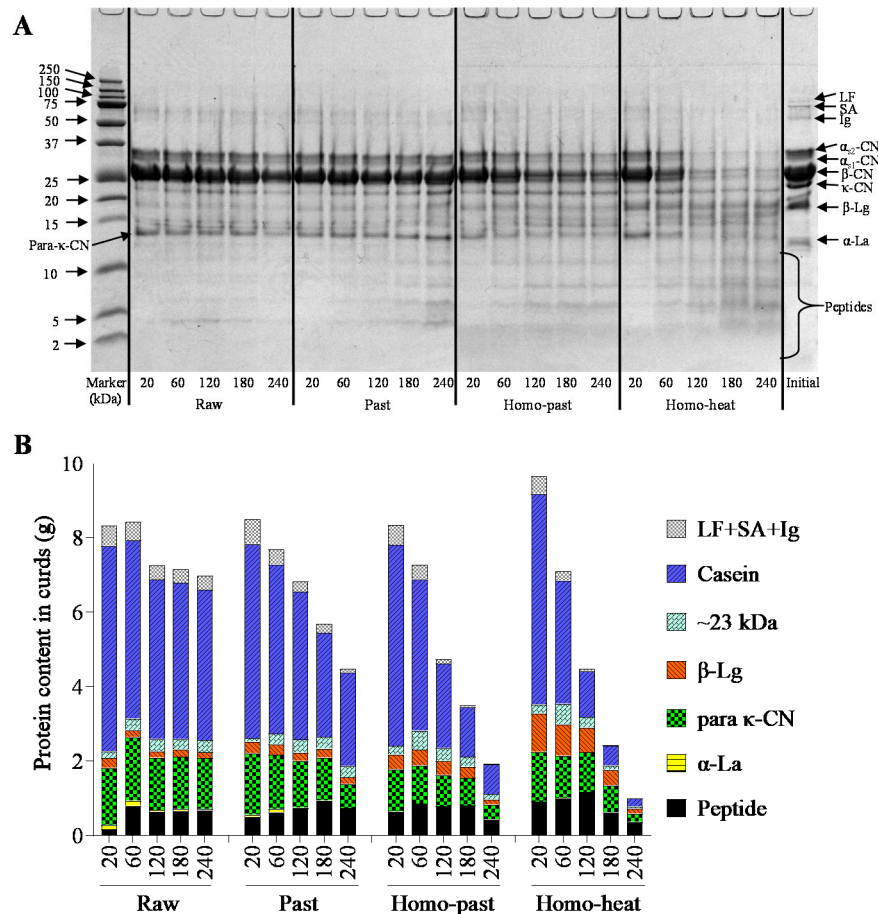 A
250
150
100
75
50
37
25
20
15
Para-κ-CN
10
5
2
LF
SA
Ig
αs2-CN
αs1-CN
β-CN
κ-CN
β-Lg
α-La
Peptides
Marker 20 60 120 180 240 20 60 120 180 240 20 60 120 180 240 20 60 120 180 240 Initial
(kDa) Raw Past Homo-past Homo-heat
B
Protein content in curds (g)
10
8
6
4
2
0
LF+SA+Ig
Casein
~23 kDa
β-Lg
para κ-CN
α-La
Peptide
20 60 120 180 240 20 60 120 180 240 20 60 120 180 240 20 60 120 180 240
Raw Past Homo-past Homo-heat